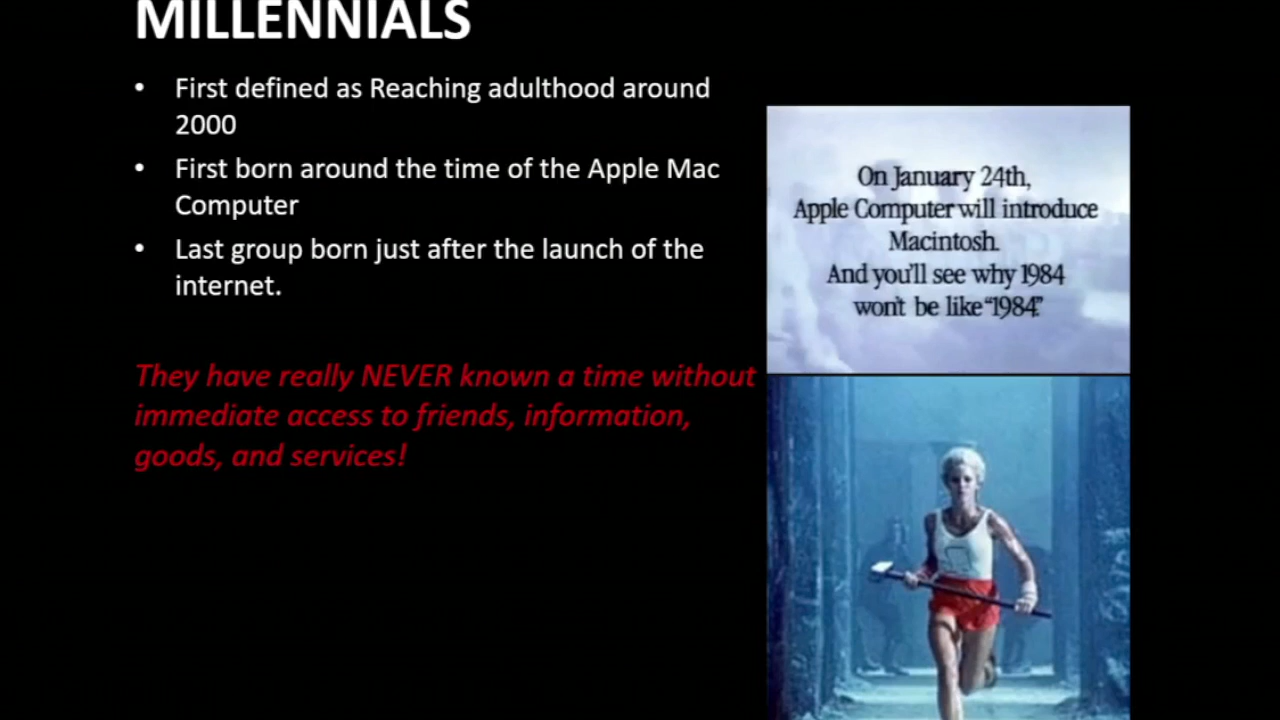 MILLENNIALS
• First defined as Reaching adulthood around
2000
• First born around the time of the Apple Mac
Computer
• Last group born just after the launch of the
internet.
They have really NEVER known a time without
immediate access to friends, information,
goods, and services!
On January 24th,
Apple Computer will introduce
Macintosh.
And you'll see why 1984
won't be like “1984.”